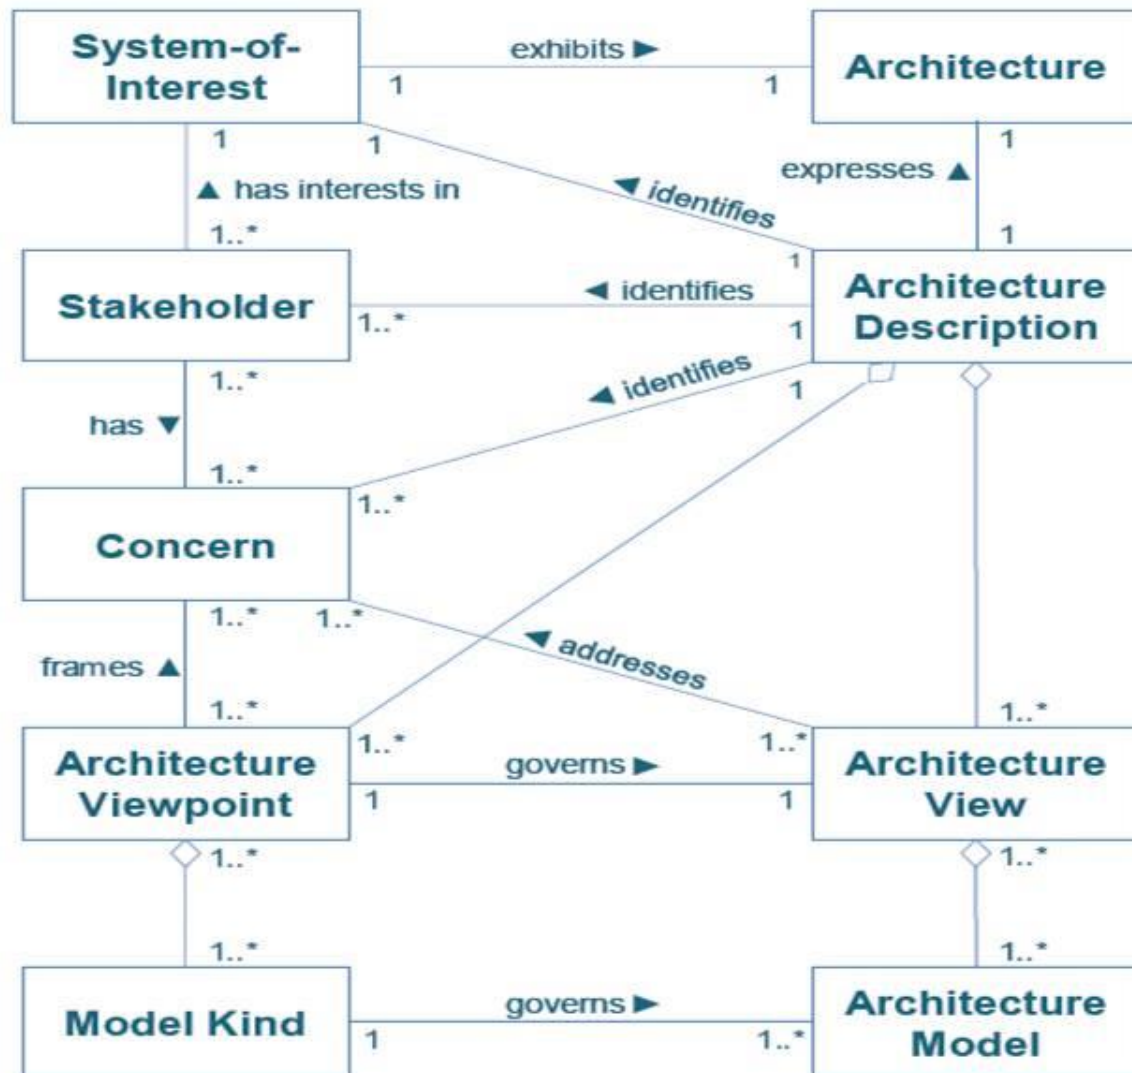 System-of-
Interest
exhibits ►
Architecture
1
1
1
1
1
expresses ▲
▲ has interests in
◄ identifies
1..*
1
1
Stakeholder
◄ identifies
Architecture
Description
1..*
1
1..*
◄ identifies
1
has ▼
1..*
1..*
Concern
1..*
1..*
◄ addresses
frames ▲
1..*
1..*
1..*
1..*
Architecture
Viewpoint
governs ►
Architecture
View
1
1
1..*
1..*
1..*
1..*
Model Kind
governs ►
Architecture
Model
1
1..*